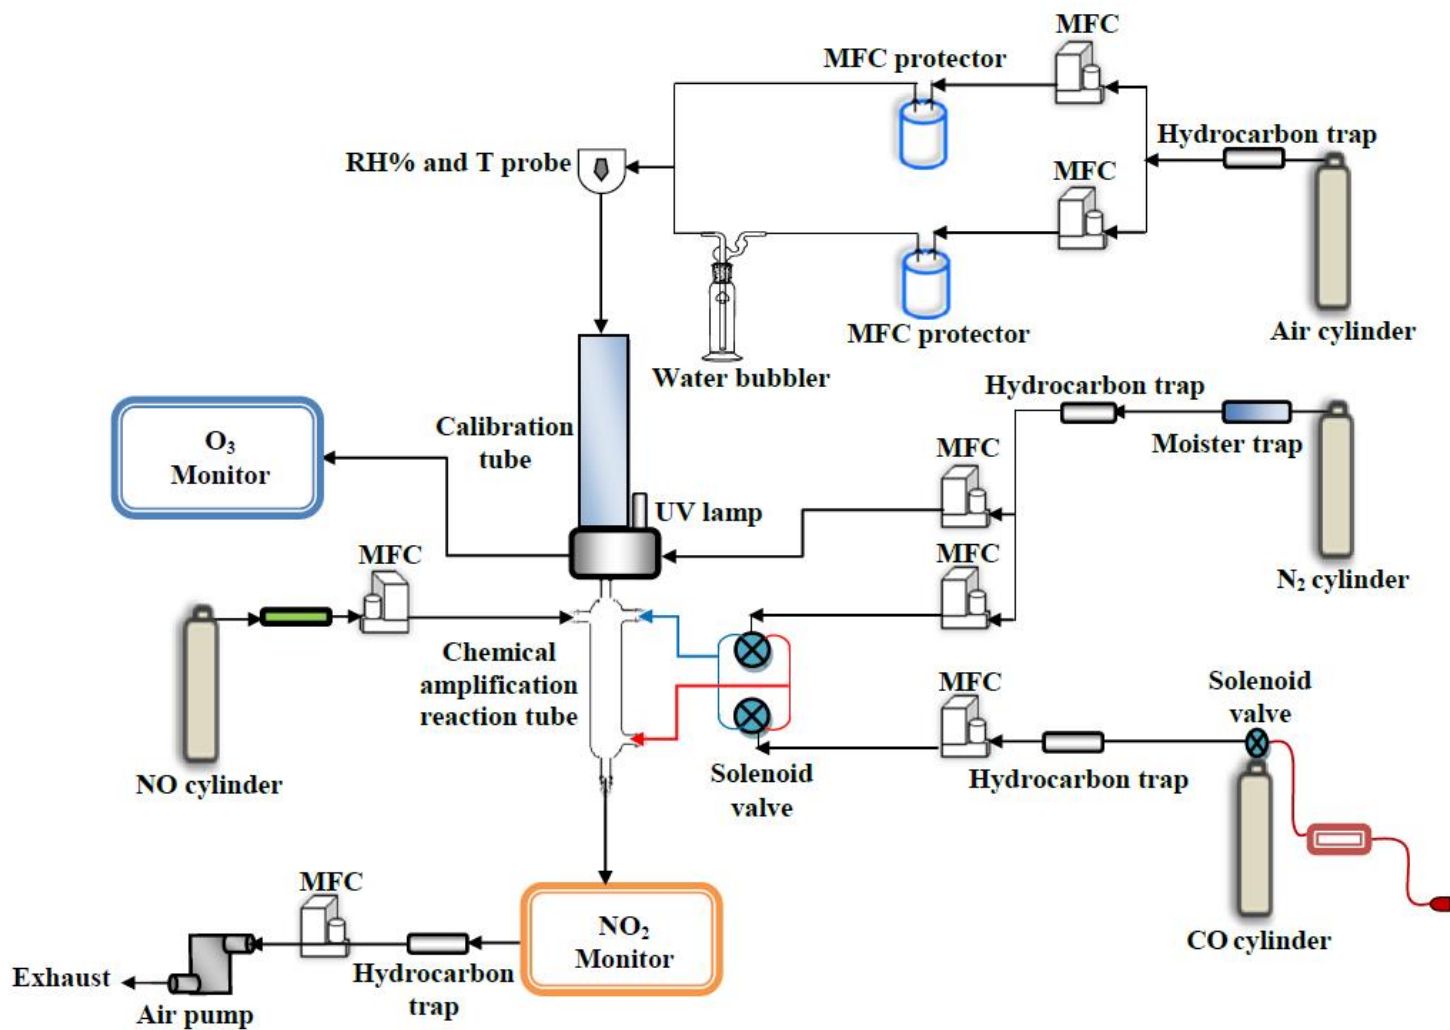 MFC
MFC protector
Hydrocarbon trap
RH% and T probe
MFC
Air cylinder
MFC protector
Water bubbler
Hydrocarbon trap
Moister trap
N₂ cylinder
O₃
Monitor
Calibration
tube
UV lamp
MFC
MFC
MFC
NO cylinder
Chemical
amplification
reaction tube
Solenoid
valve
MFC
Hydrocarbon trap
Solenoid
valve
CO cylinder
MFC
NO₂
Monitor
Hydrocarbon
trap
Exhaust
Air pump